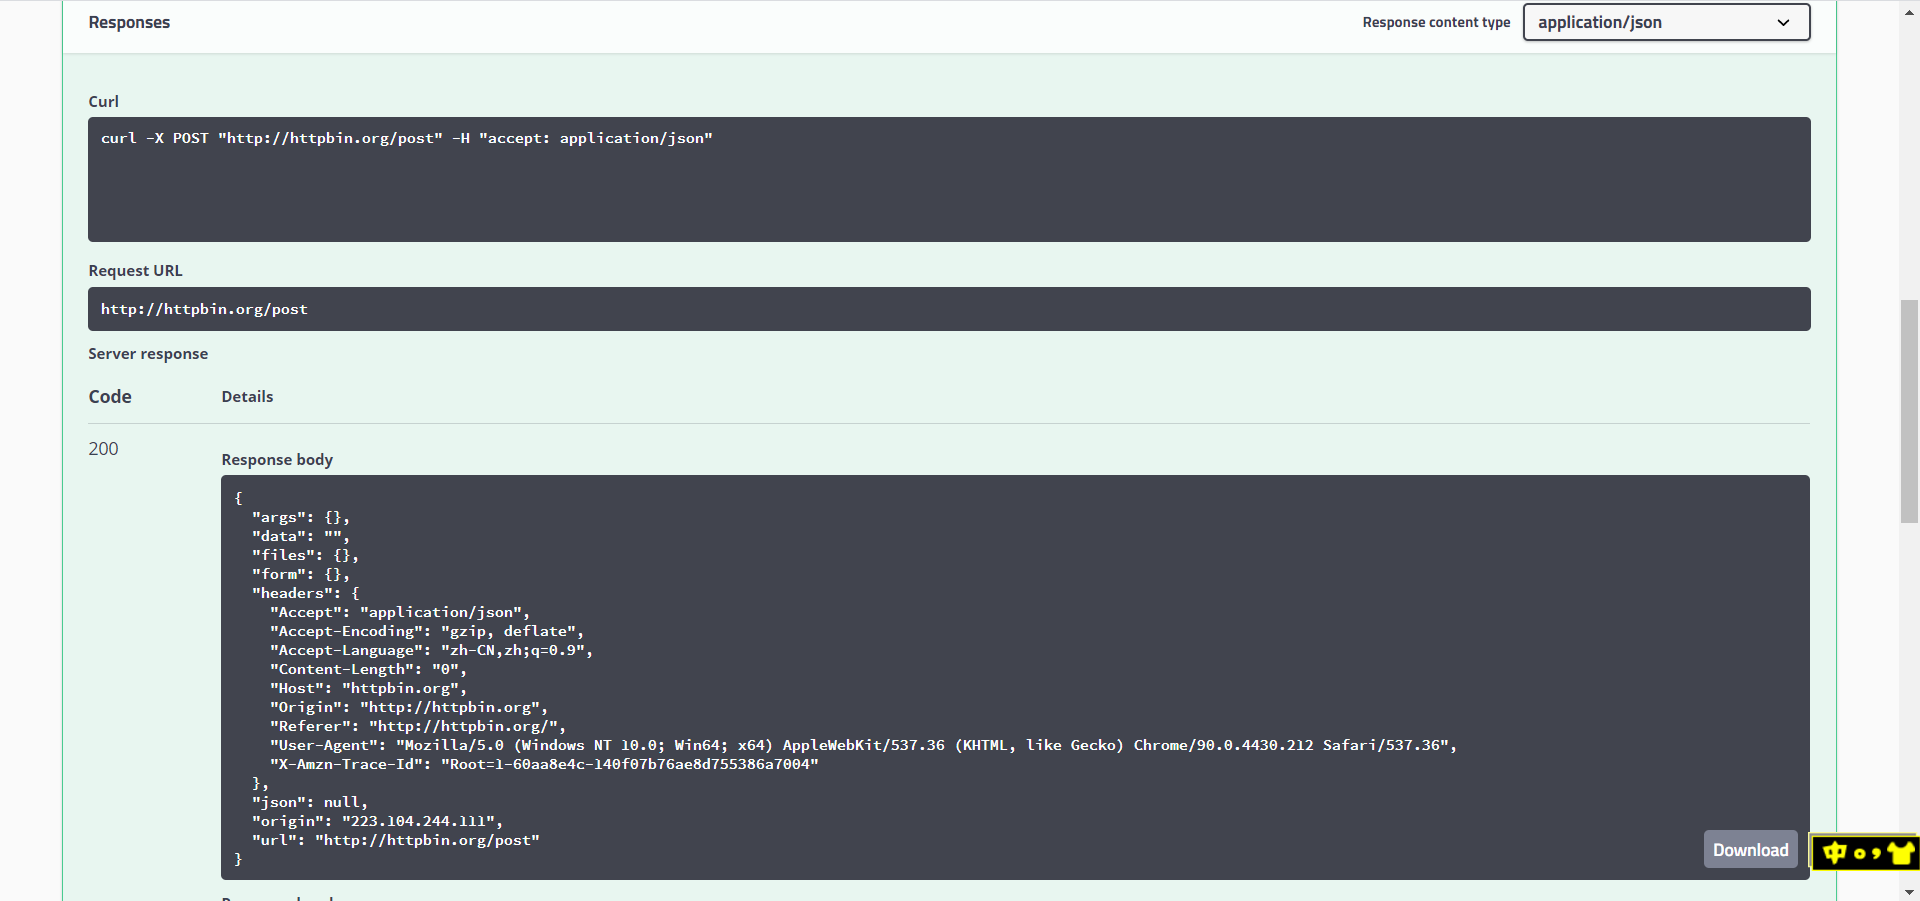 Responses
Response content type application/json
Curl
curl -X POST "http://httpbin.org/post" -H "accept: application/json"
Request URL
http://httpbin.org/post
Server response
Code Details
200
Response body
{
  "args": {},
  "data": "",
  "files": {},
  "form": {},
  "headers": {
    "Accept": "application/json",
    "Accept-Encoding": "gzip, deflate",
    "Accept-Language": "zh-CN,zh;q=0.9",
    "Content-Length": "0",
    "Host": "httpbin.org",
    "Origin": "http://httpbin.org",
    "Referer": "http://httpbin.org/",
    "User-Agent": "Mozilla/5.0 (Windows NT 10.0; Win64; x64) AppleWebKit/537.36 (KHTML, like Gecko) Chrome/90.0.4430.212 Safari/537.36",
    "X-Amzn-Trace-Id": "Root=1-60aa8e4c-140f07b76ae8d755386a7004"
  },
  "json": null,
  "origin": "223.104.244.111",
  "url": "http://httpbin.org/post"
}
Download
中